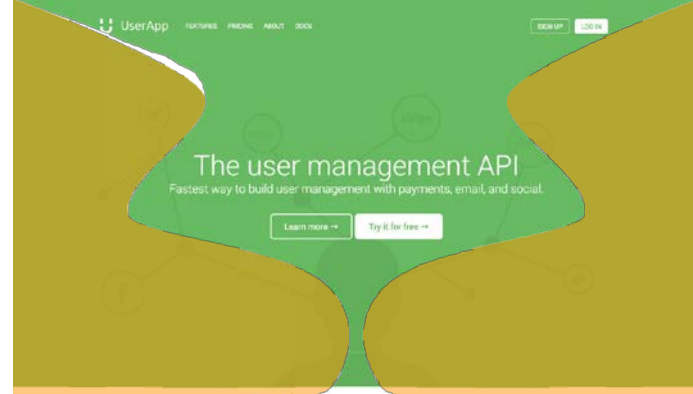 UserApp FEATURES PRICING ABOUT DOCS SIGN UP LOG IN
The user management API
Fastest way to build user management with payments, email, and social.
Learn more → Try it for free →